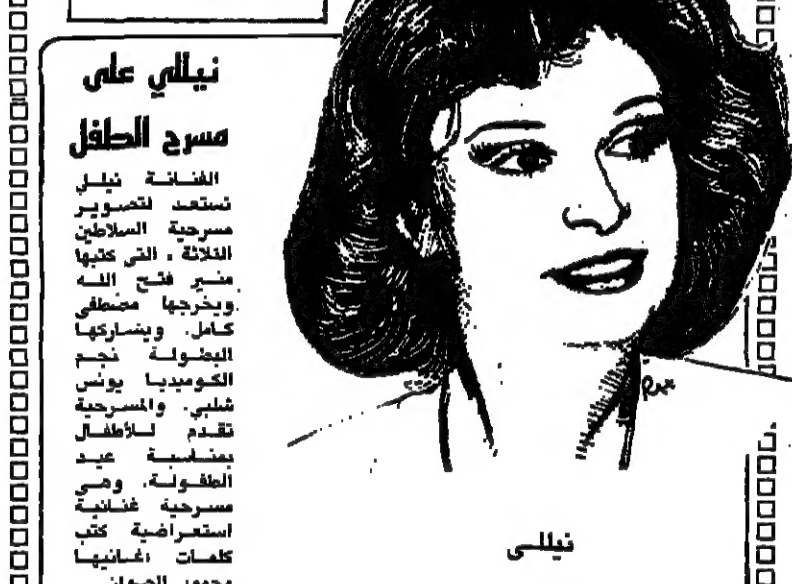 نيللي على
مسرح الطفل
الفنانة نيللي
تستعد لتصوير
مسرحية السلاطين
الثلاثة ، التي كتبها
منير فتح الله
ويخرجها مصطفى
كامل. ويشاركها
البطولة نجم
الكوميديا يونس
شلبي. والمسرحية
تقدم للأطفال
بمناسبة عيد
الطفولة. وهي
مسرحية غنائية
استعراضية كتب
كلمات اغانيها
نيللى